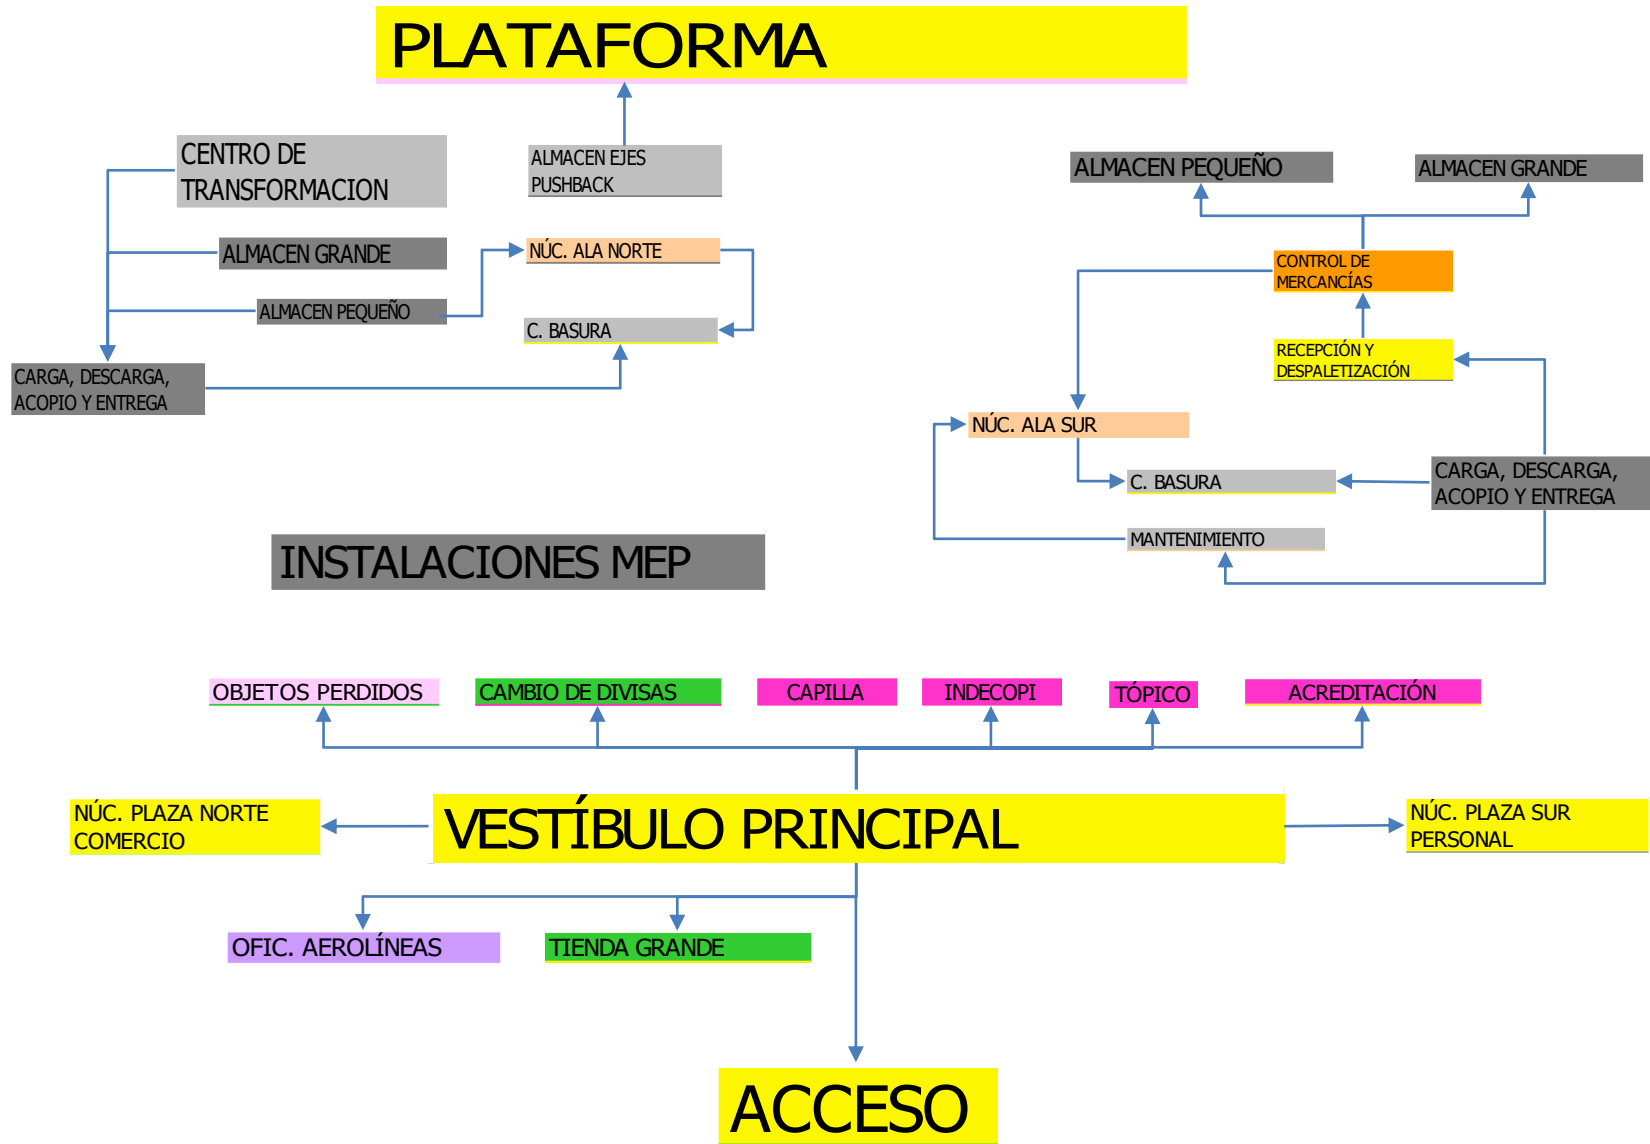 PLATAFORMA
CENTRO DE
TRANSFORMACION
ALMACEN EJES
PUSHBACK
ALMACEN PEQUEÑO
ALMACEN GRANDE
ALMACEN GRANDE
NÚC. ALA NORTE
CONTROL DE
MERCANCÍAS
ALMACEN PEQUEÑO
C. BASURA
RECEPCIÓN Y
DESPALETIZACIÓN
CARGA, DESCARGA,
ACOPIO Y ENTREGA
NÚC. ALA SUR
C. BASURA
CARGA, DESCARGA,
ACOPIO Y ENTREGA
MANTENIMIENTO
INSTALACIONES MEP
OBJETOS PERDIDOS
CAMBIO DE DIVISAS
CAPILLA
INDECOPI
TÓPICO
ACREDITACIÓN
NÚC. PLAZA NORTE
COMERCIO
VESTÍBULO PRINCIPAL
NÚC. PLAZA SUR
PERSONAL
OFIC. AEROLÍNEAS
TIENDA GRANDE
ACCESO